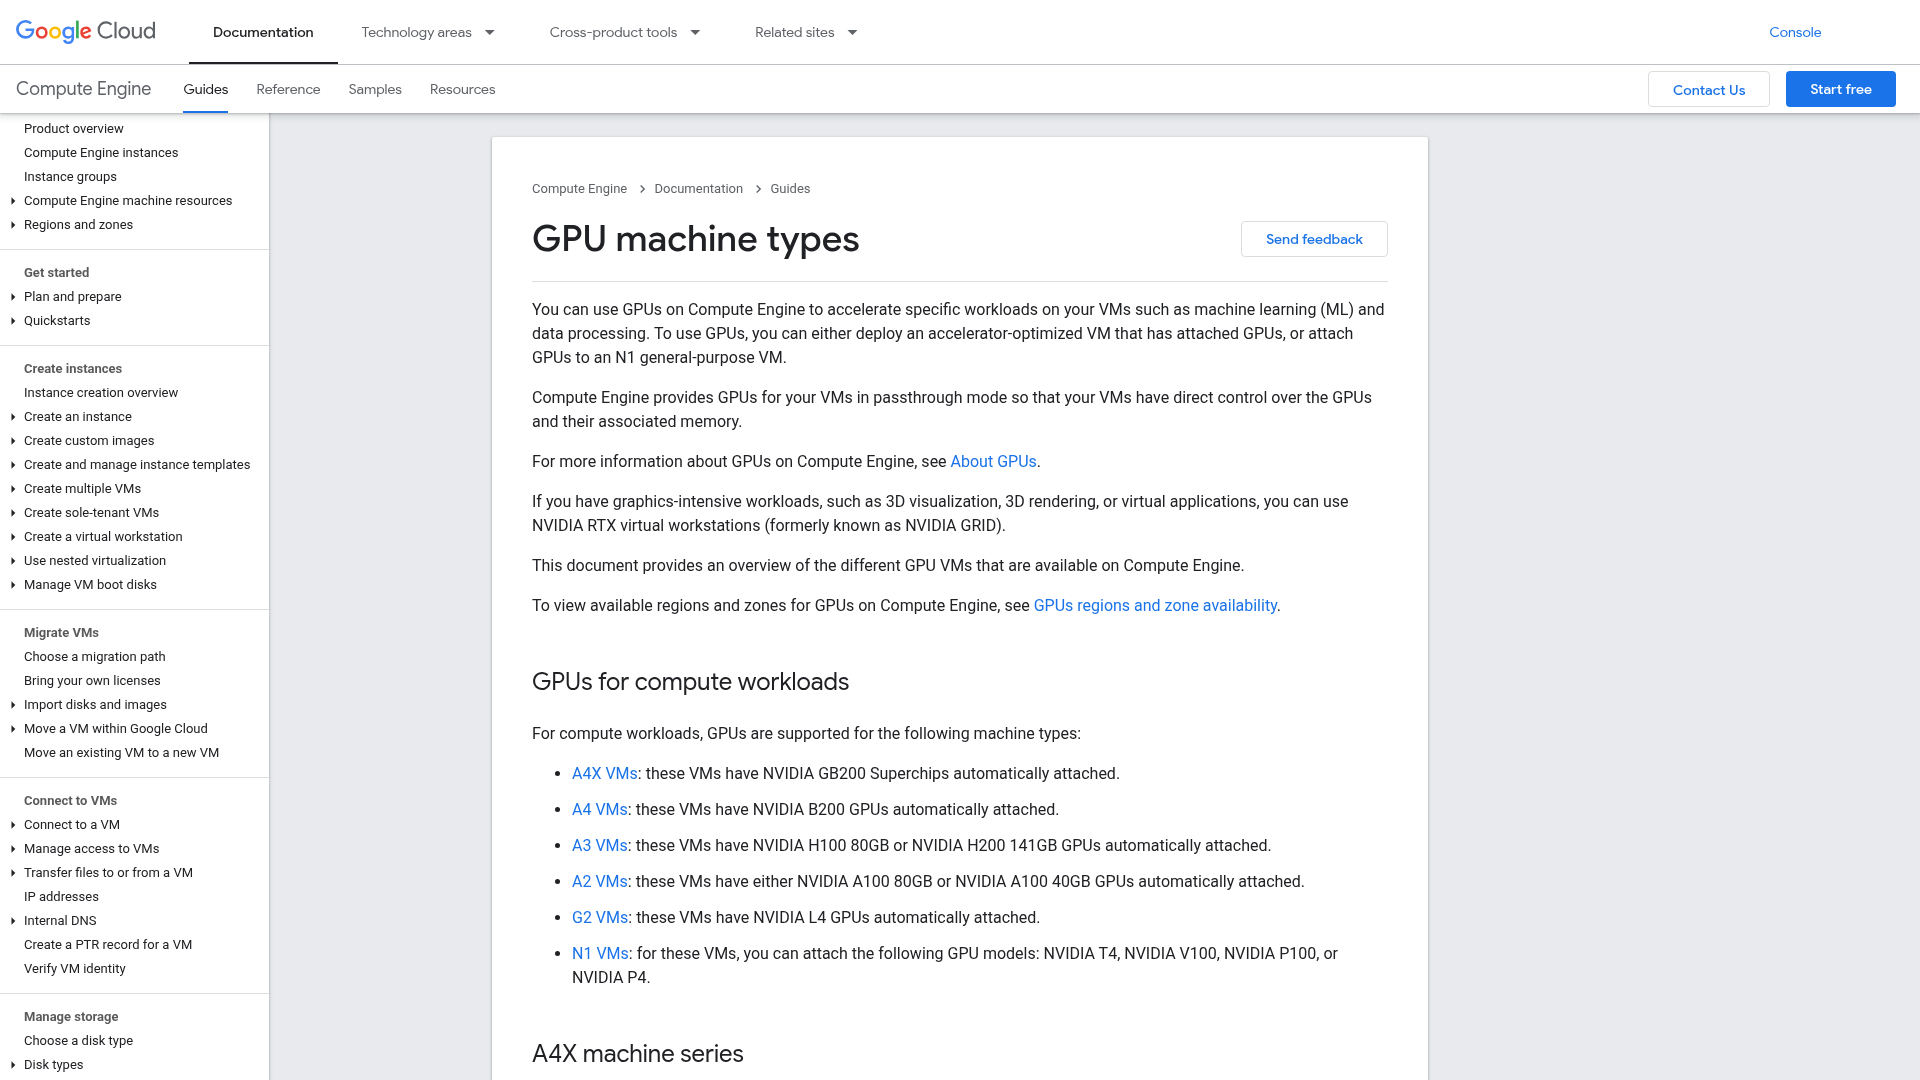 Google Cloud
Documentation
Technology areas
Cross-product tools
Related sites
Console
Compute Engine
Guides
Reference
Samples
Resources
Contact Us
Start free
Product overview
Compute Engine instances
Instance groups
Compute Engine machine resources
Regions and zones
Get started
Plan and prepare
Quickstarts
Create instances
Instance creation overview
Create an instance
Create custom images
Create and manage instance templates
Create multiple VMs
Create sole-tenant VMs
Create a virtual workstation
Use nested virtualization
Manage VM boot disks
Migrate VMs
Choose a migration path
Bring your own licenses
Import disks and images
Move a VM within Google Cloud
Move an existing VM to a new VM
Connect to VMs
Connect to a VM
Manage access to VMs
Transfer files to or from a VM
IP addresses
Internal DNS
Create a PTR record for a VM
Verify VM identity
Manage storage
Choose a disk type
Disk types
Compute Engine > Documentation > Guides
GPU machine types
Send feedback
You can use GPUs on Compute Engine to accelerate specific workloads on your VMs such as machine learning (ML) and
data processing. To use GPUs, you can either deploy an accelerator-optimized VM that has attached GPUs, or attach
GPUs to an N1 general-purpose VM.
Compute Engine provides GPUs for your VMs in passthrough mode so that your VMs have direct control over the GPUs
and their associated memory.
For more information about GPUs on Compute Engine, see About GPUs.
If you have graphics-intensive workloads, such as 3D visualization, 3D rendering, or virtual applications, you can use
NVIDIA RTX virtual workstations (formerly known as NVIDIA GRID).
This document provides an overview of the different GPU VMs that are available on Compute Engine.
To view available regions and zones for GPUs on Compute Engine, see GPUs regions and zone availability.
GPUs for compute workloads
For compute workloads, GPUs are supported for the following machine types:
• A4X VMs: these VMs have NVIDIA GB200 Superchips automatically attached.
• A4 VMs: these VMs have NVIDIA B200 GPUs automatically attached.
• A3 VMs: these VMs have NVIDIA H100 80GB or NVIDIA H200 141GB GPUs automatically attached.
• A2 VMs: these VMs have either NVIDIA A100 80GB or NVIDIA A100 40GB GPUs automatically attached.
• G2 VMs: these VMs have NVIDIA L4 GPUs automatically attached.
• N1 VMs: for these VMs, you can attach the following GPU models: NVIDIA T4, NVIDIA V100, NVIDIA P100, or
NVIDIA P4.
A4X machine series